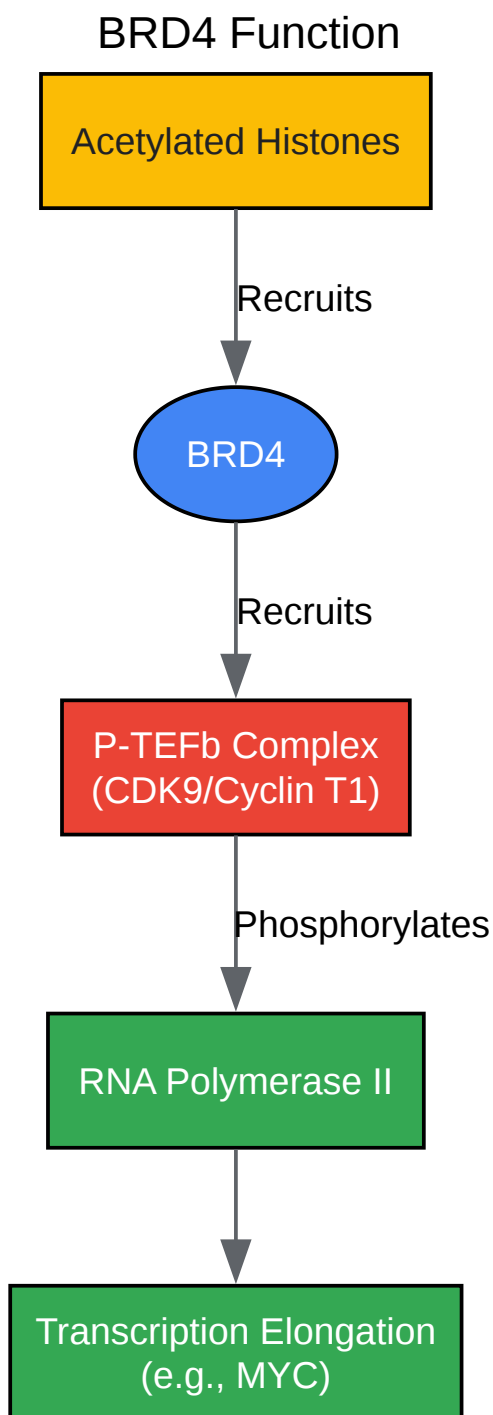 BRD4 Function
Acetylated Histones
Recruits
BRD4
Recruits
P-TEFb Complex
(CDK9/Cyclin T1)
Phosphorylates
RNA Polymerase II
Transcription Elongation
(e.g., MYC)